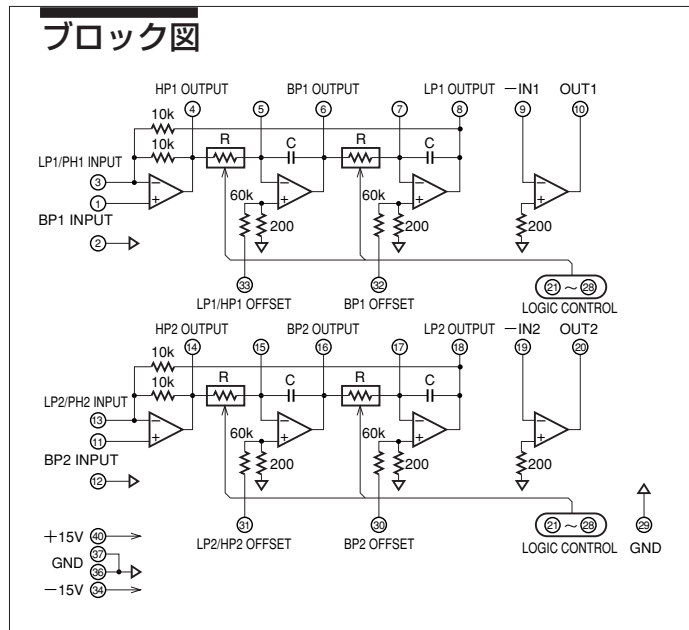 ブロック図
HP1 OUTPUT BP1 OUTPUT LP1 OUTPUT −IN1 OUT1
④ ⑤ ⑥ ⑦ ⑧ ⑨ ⑩
10k
10k R C R C
LP1/PH1 INPUT
③ − − − −
① + + + +
BP1 INPUT 60k 200 60k 200 200
②
㉝ ㉜ ㉑ ~ ㉘
LP1/HP1 OFFSET BP1 OFFSET LOGIC CONTROL
HP2 OUTPUT BP2 OUTPUT LP2 OUTPUT −IN2 OUT2
⑭ ⑮ ⑯ ⑰ ⑱ ⑲ ⑳
10k
10k R C R C
LP2/PH2 INPUT
⑬ − − − −
⑪ + + + +
BP2 INPUT 60k 200 60k 200 200
⑫
㉛ ㉚ ㉑ ~ ㉘ ㉙
LP2/HP2 OFFSET BP2 OFFSET LOGIC CONTROL GND
+15V ㊵
㊲
GND
㊱
−15V ㉞